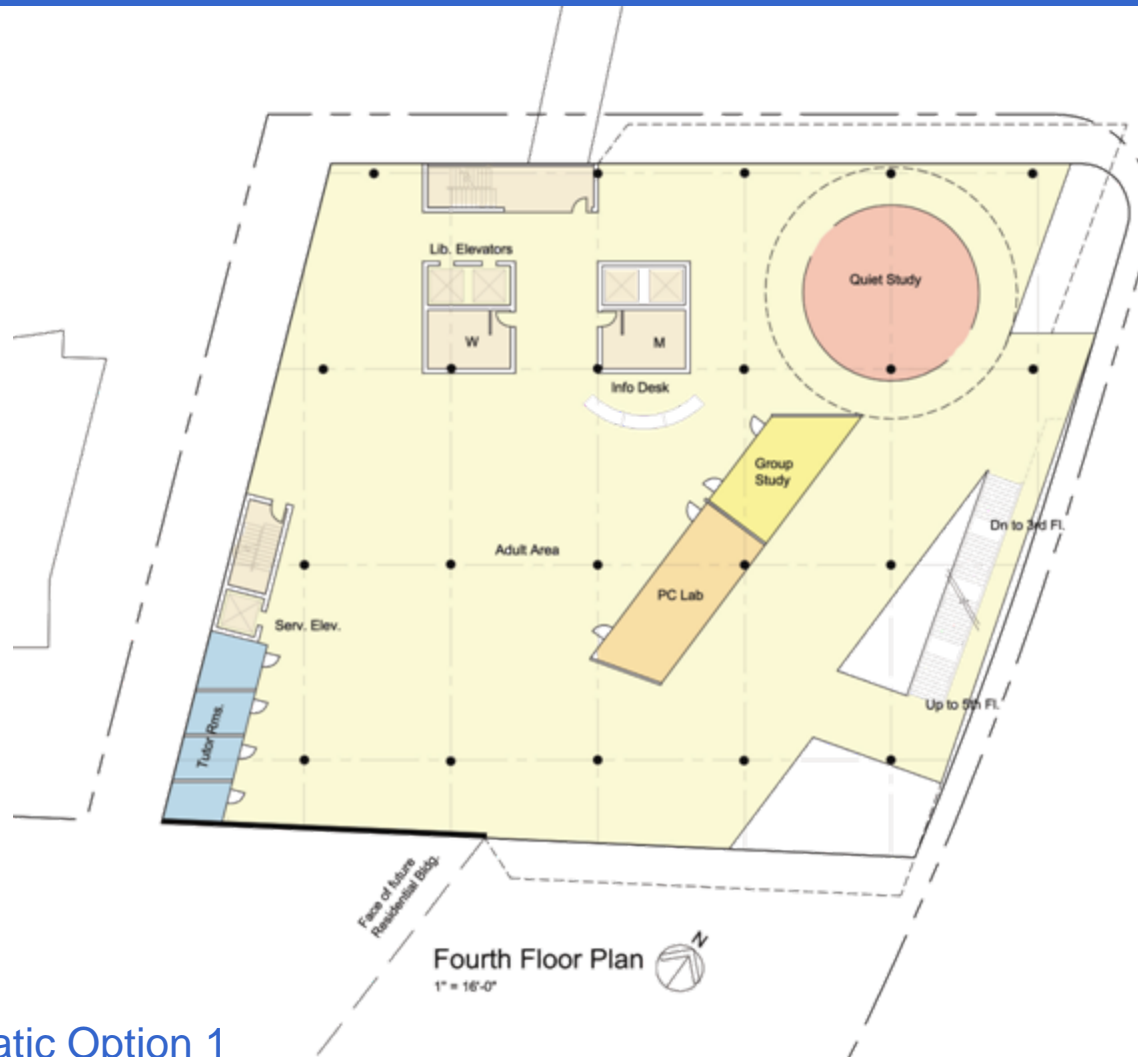 Lib. Elevators
Quiet Study
W
M
Info Desk
Group
Study
Dn to 3rd Fl.
Adult Area
PC Lab
Serv. Elev.
Up to 5th Fl.
Tutor Rms.
Face of future
Residential Bldg.
N
Fourth Floor Plan
1" = 16'-0"
atic Option 1